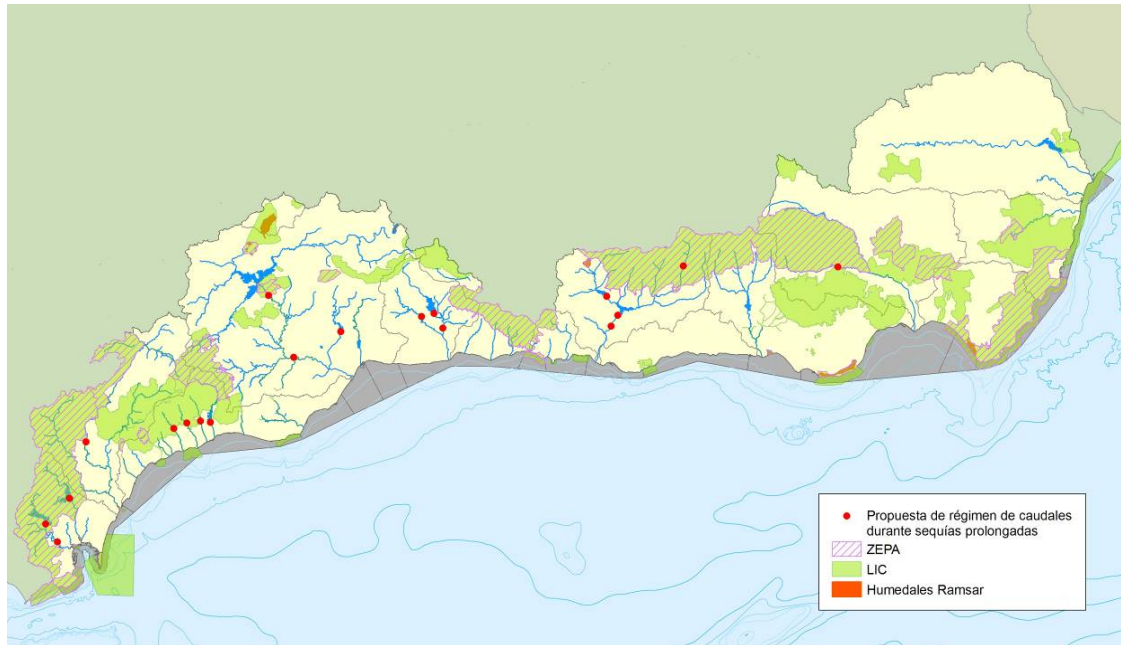 Propuesta de régimen de caudales
durante sequías prolongadas
ZEPA
LIC
Humedales Ramsar